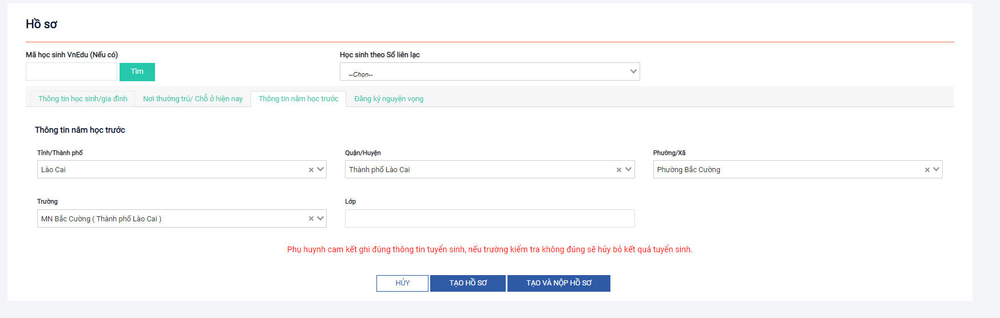 Hồ sơ
Mã học sinh VnEdu (Nếu có)
Học sinh theo Sổ liên lạc
Tìm
--Chọn--
Thông tin học sinh/gia đình
Nơi thường trú/ Chỗ ở hiện nay
Thông tin năm học trước
Đăng ký nguyện vọng
Thông tin năm học trước
Tỉnh/Thành phố
Quận/Huyện
Phường/Xã
Lào Cai
Thành phố Lào Cai
Phường Bắc Cường
Trường
Lớp
MN Bắc Cường ( Thành phố Lào Cai )
Phụ huynh cam kết ghi đúng thông tin tuyển sinh, nếu trường kiểm tra không đúng sẽ hủy bỏ kết quả tuyển sinh.
HỦY
TẠO HỒ SƠ
TẠO VÀ NỘP HỒ SƠ